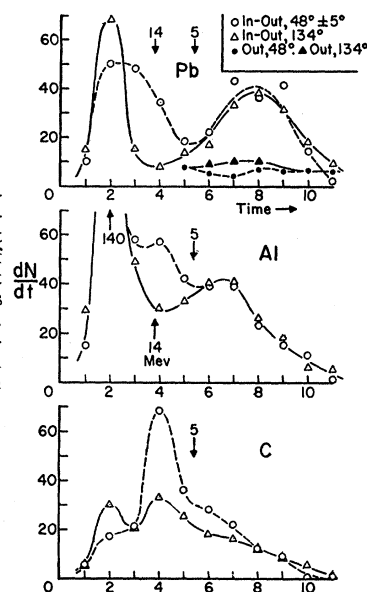 ○ In-Out, 48° ±5°
△ In-Out, 134°
● Out, 48° ▲ Out, 134°
14 5
Pb
60
40
20
0 2 4 6 8 10
Time →
140
5
Al
dN
dt
60
40
20
14
Mev
0 2 4 6 8 10
5
C
60
40
20
0 2 4 6 8 10